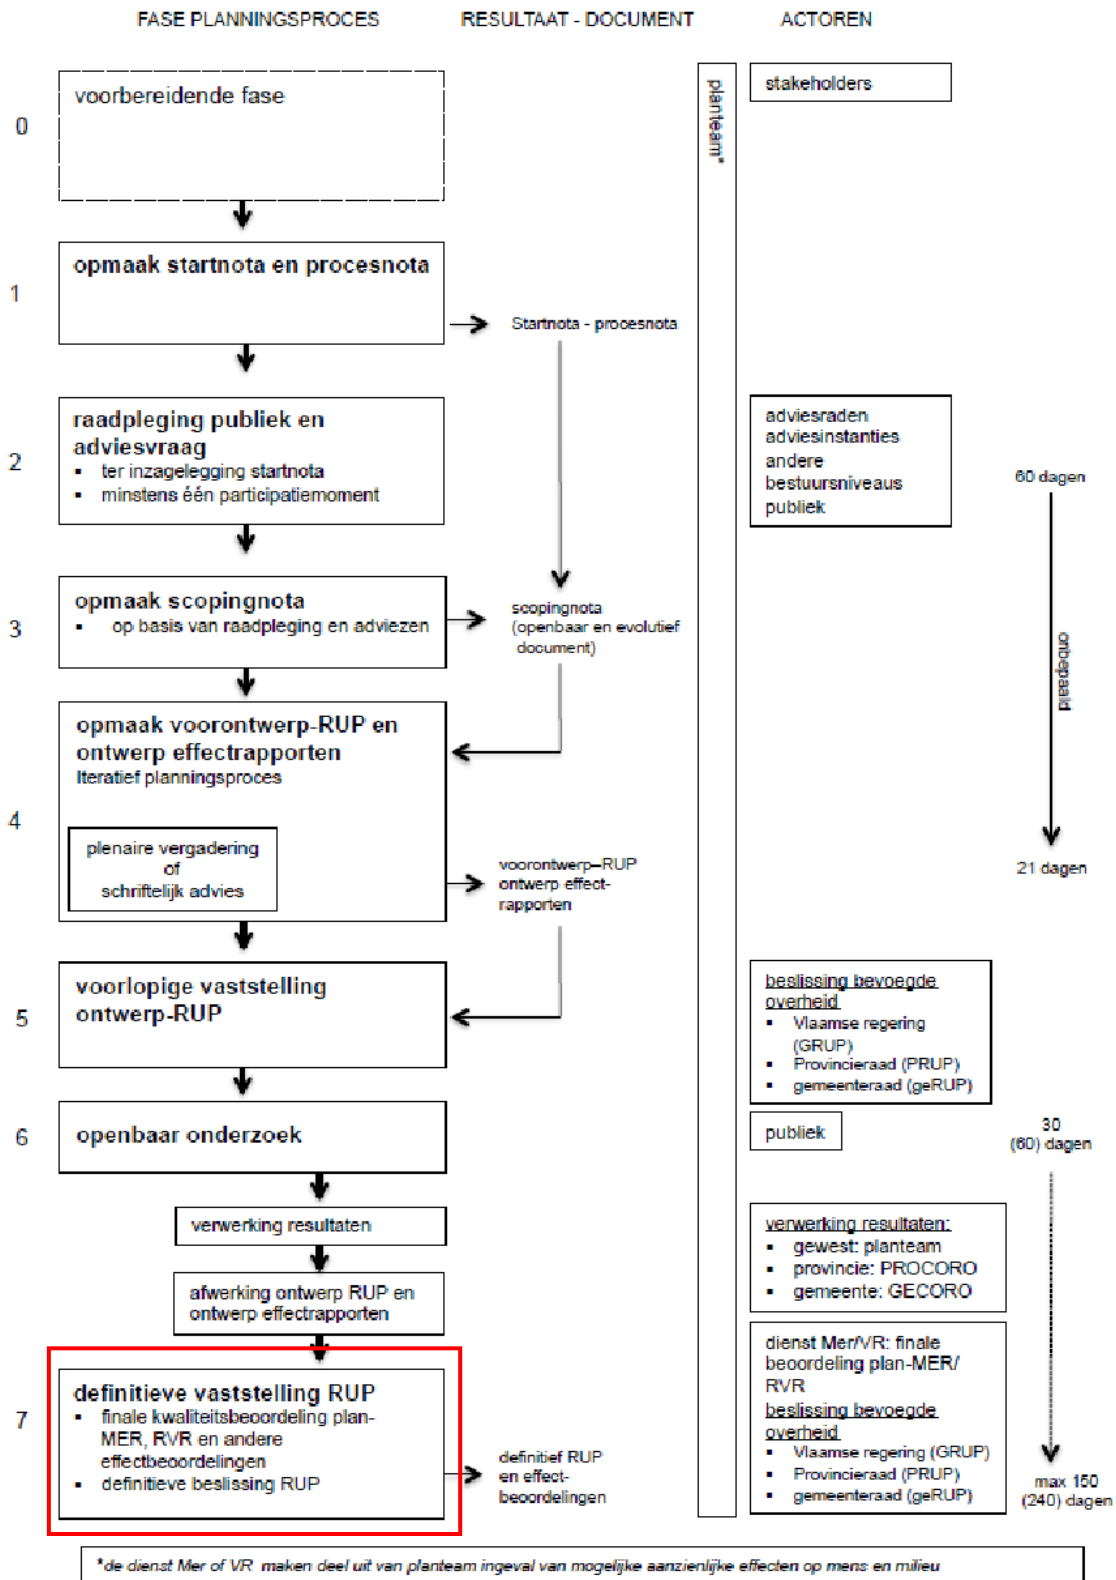 FASE PLANNINGSPROCES
RESULTAAT - DOCUMENT
ACTOREN
planteam*
0
voorbereidende fase
stakeholders
1
opmaak startnota en procesnota
Startnota - procesnota
2
raadpleging publiek en
adviesvraag
▪ ter inzagelegging startnota
▪ minstens één participatiemoment
adviesraden
adviesinstanties
andere
bestuursniveaus
publiek
60 dagen
3
opmaak scopingnota
▪ op basis van raadpleging en adviezen
scopingnota
(openbaar en evolutief
document)
onbepaald
4
opmaak voorontwerp-RUP en
ontwerp effectrapporten
Iteratief planningsproces
plenaire vergadering
of
schriftelijk advies
voorontwerp–RUP
ontwerp effect-
rapporten
21 dagen
5
voorlopige vaststelling
ontwerp-RUP
beslissing bevoegde
overheid
▪ Vlaamse regering
(GRUP)
▪ Provincieraad (PRUP)
▪ gemeenteraad (geRUP)
6
openbaar onderzoek
publiek
30
(60) dagen
verwerking resultaten
verwerking resultaten:
▪ gewest: planteam
▪ provincie: PROCORO
▪ gemeente: GECORO
afwerking ontwerp RUP en
ontwerp effectrapporten
7
definitieve vaststelling RUP
▪ finale kwaliteitsbeoordeling plan-
MER, RVR en andere
effectbeoordelingen
▪ definitieve beslissing RUP
definitief RUP
en effect-
beoordelingen
dienst Mer/VR: finale
beoordeling plan-MER/
RVR
beslissing bevoegde
overheid
▪ Vlaamse regering (GRUP)
▪ Provincieraad (PRUP)
▪ gemeenteraad (geRUP)
max 150
(240) dagen
*de dienst Mer of VR maken deel uit van planteam ingeval van mogelijke aanzienlijke effecten op mens en milieu